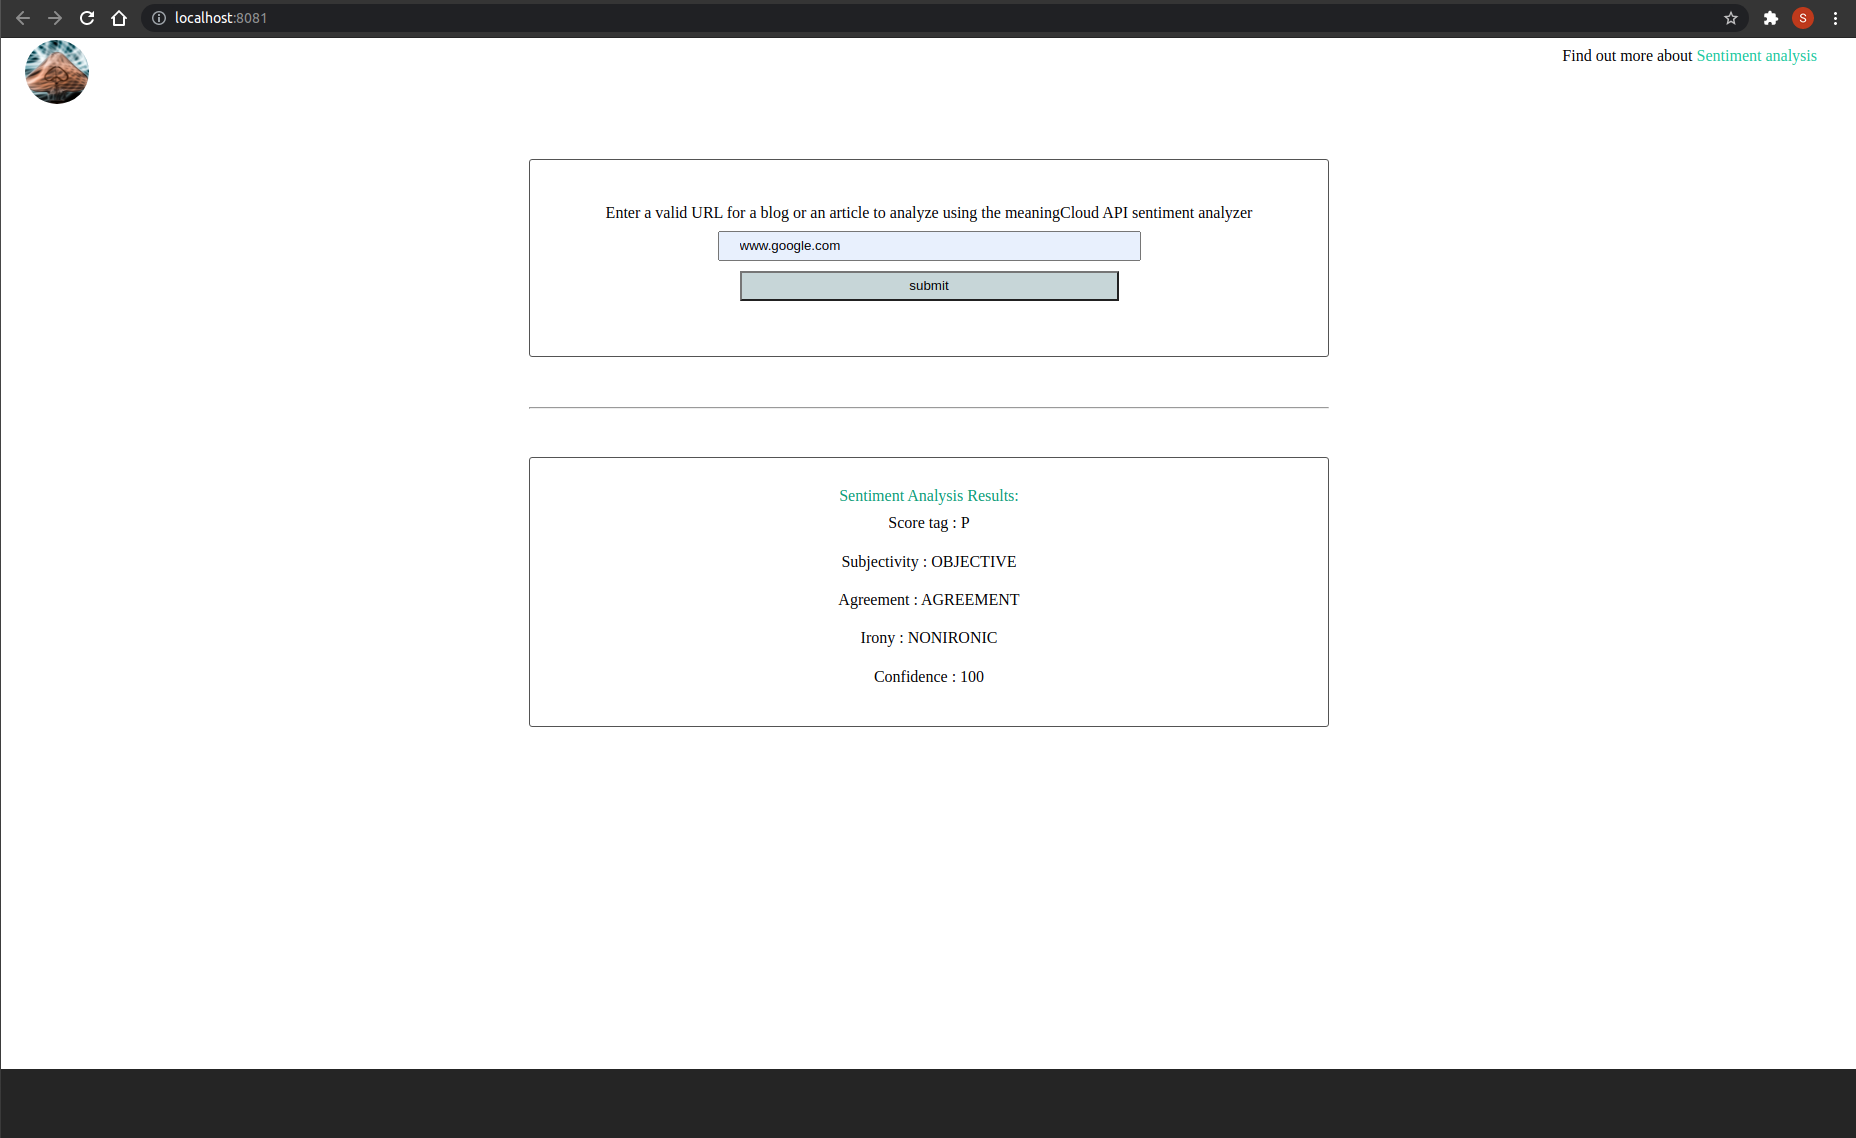 localhost:8081
S
Find out more about Sentiment analysis
Enter a valid URL for a blog or an article to analyze using the meaningCloud API sentiment analyzer
www.google.com
submit
Sentiment Analysis Results:
Score tag : P
Subjectivity : OBJECTIVE
Agreement : AGREEMENT
Irony : NONIRONIC
Confidence : 100